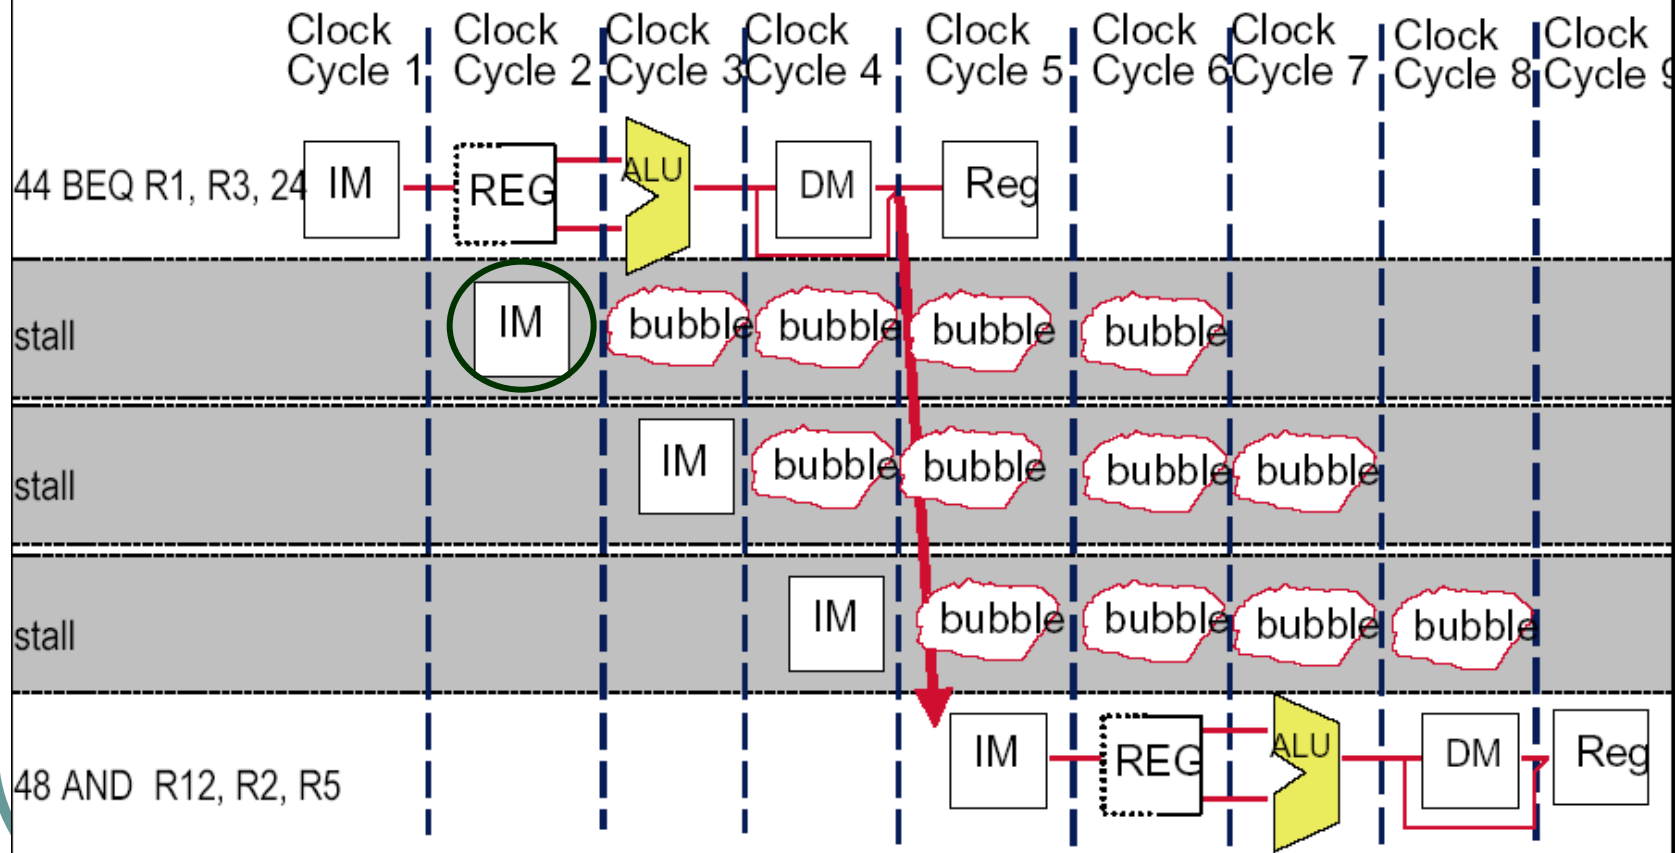 Clock Clock Clock Clock Clock Clock Clock Clock Clock
Cycle 1 Cycle 2 Cycle 3 Cycle 4 Cycle 5 Cycle 6 Cycle 7 Cycle 8 Cycle 9
44 BEQ R1, R3, 24 IM REG ALU DM Reg
stall IM bubble bubble bubble bubble
stall IM bubble bubble bubble bubble
stall IM bubble bubble bubble bubble
48 AND R12, R2, R5 IM REG ALU DM Reg